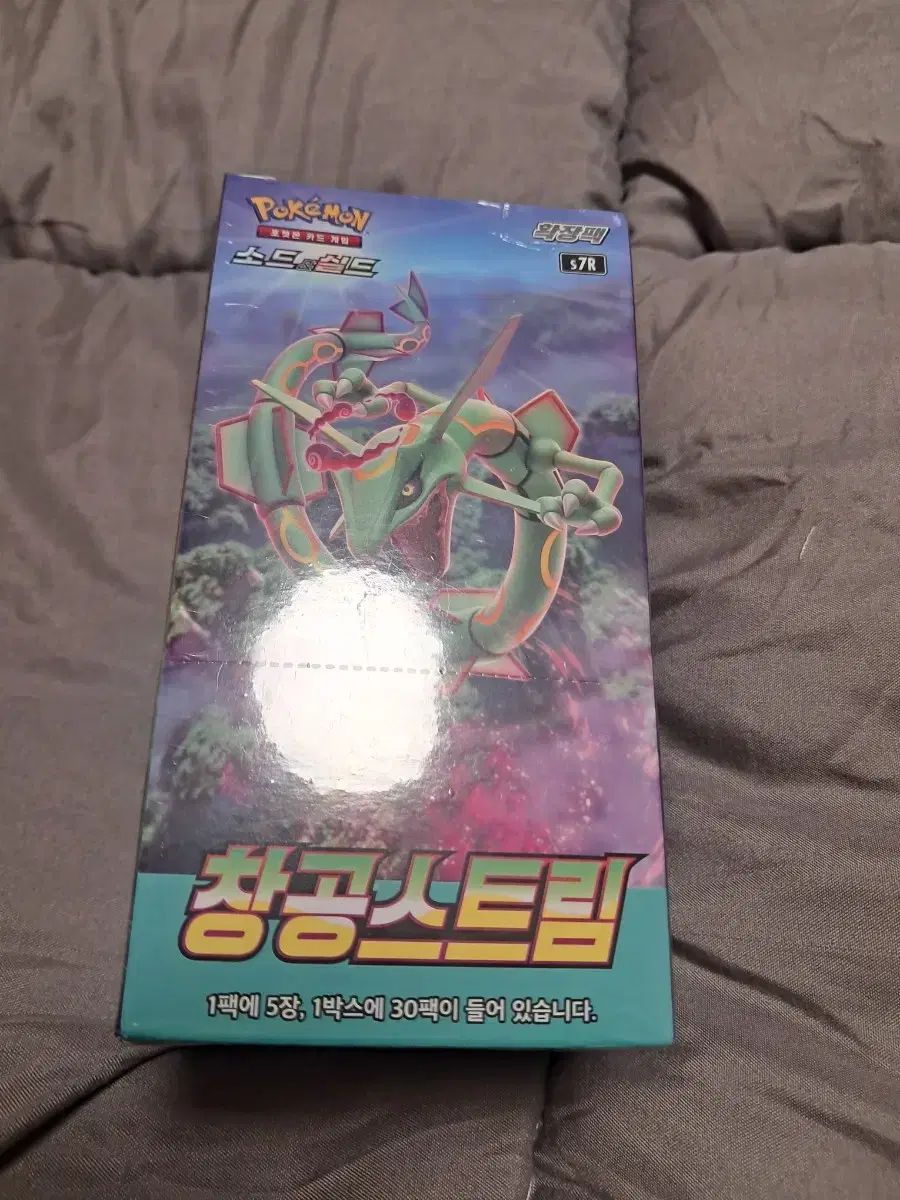 POKéMON
포켓몬 카드 게임
소드&실드
확장팩
s7R
창공스트림
1팩에 5장, 1박스에 30팩이 들어 있습니다.